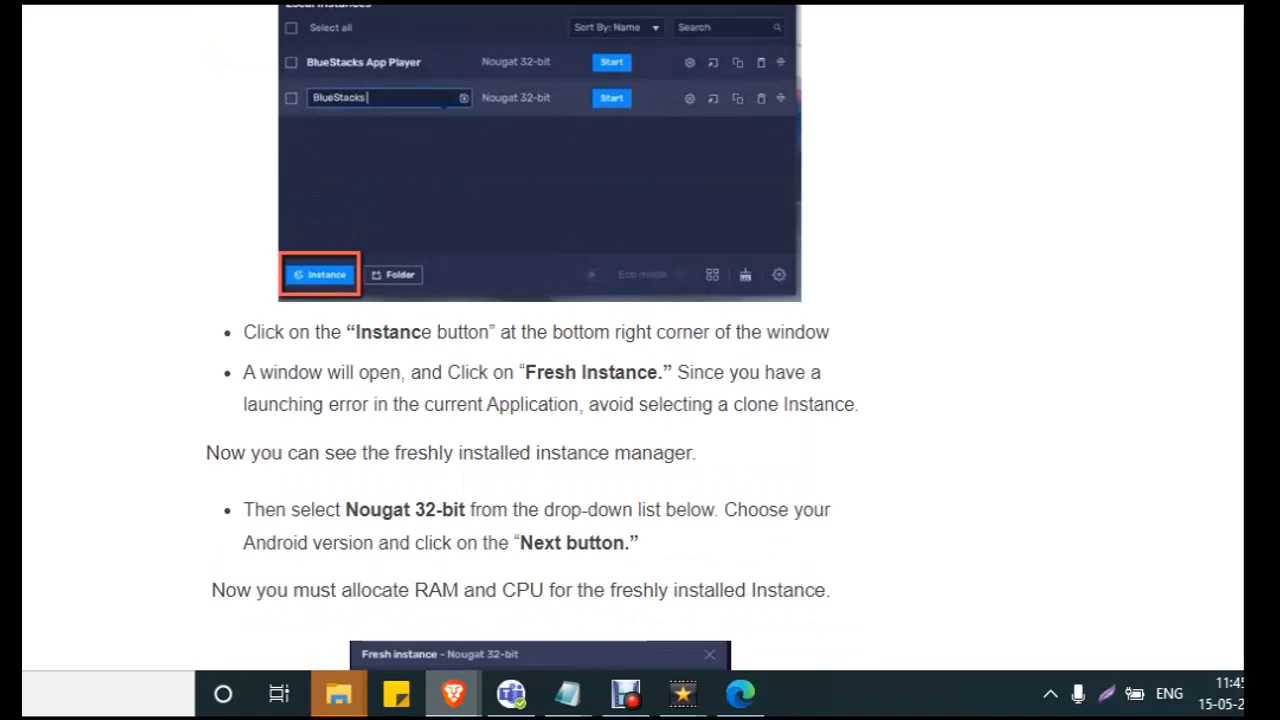 Local Instances
Select all
Sort By: Name
Search
BlueStacks App Player
Nougat 32-bit
Start
BlueStacks
Nougat 32-bit
Start
Instance
Folder
Eco mode
• Click on the “Instance button” at the bottom right corner of the window
• A window will open, and Click on “Fresh Instance.” Since you have a
launching error in the current Application, avoid selecting a clone Instance.
Now you can see the freshly installed instance manager.
• Then select Nougat 32-bit from the drop-down list below. Choose your
Android version and click on the “Next button.”
Now you must allocate RAM and CPU for the freshly installed Instance.
Fresh instance - Nougat 32-bit
ENG
11:45
15-05-2